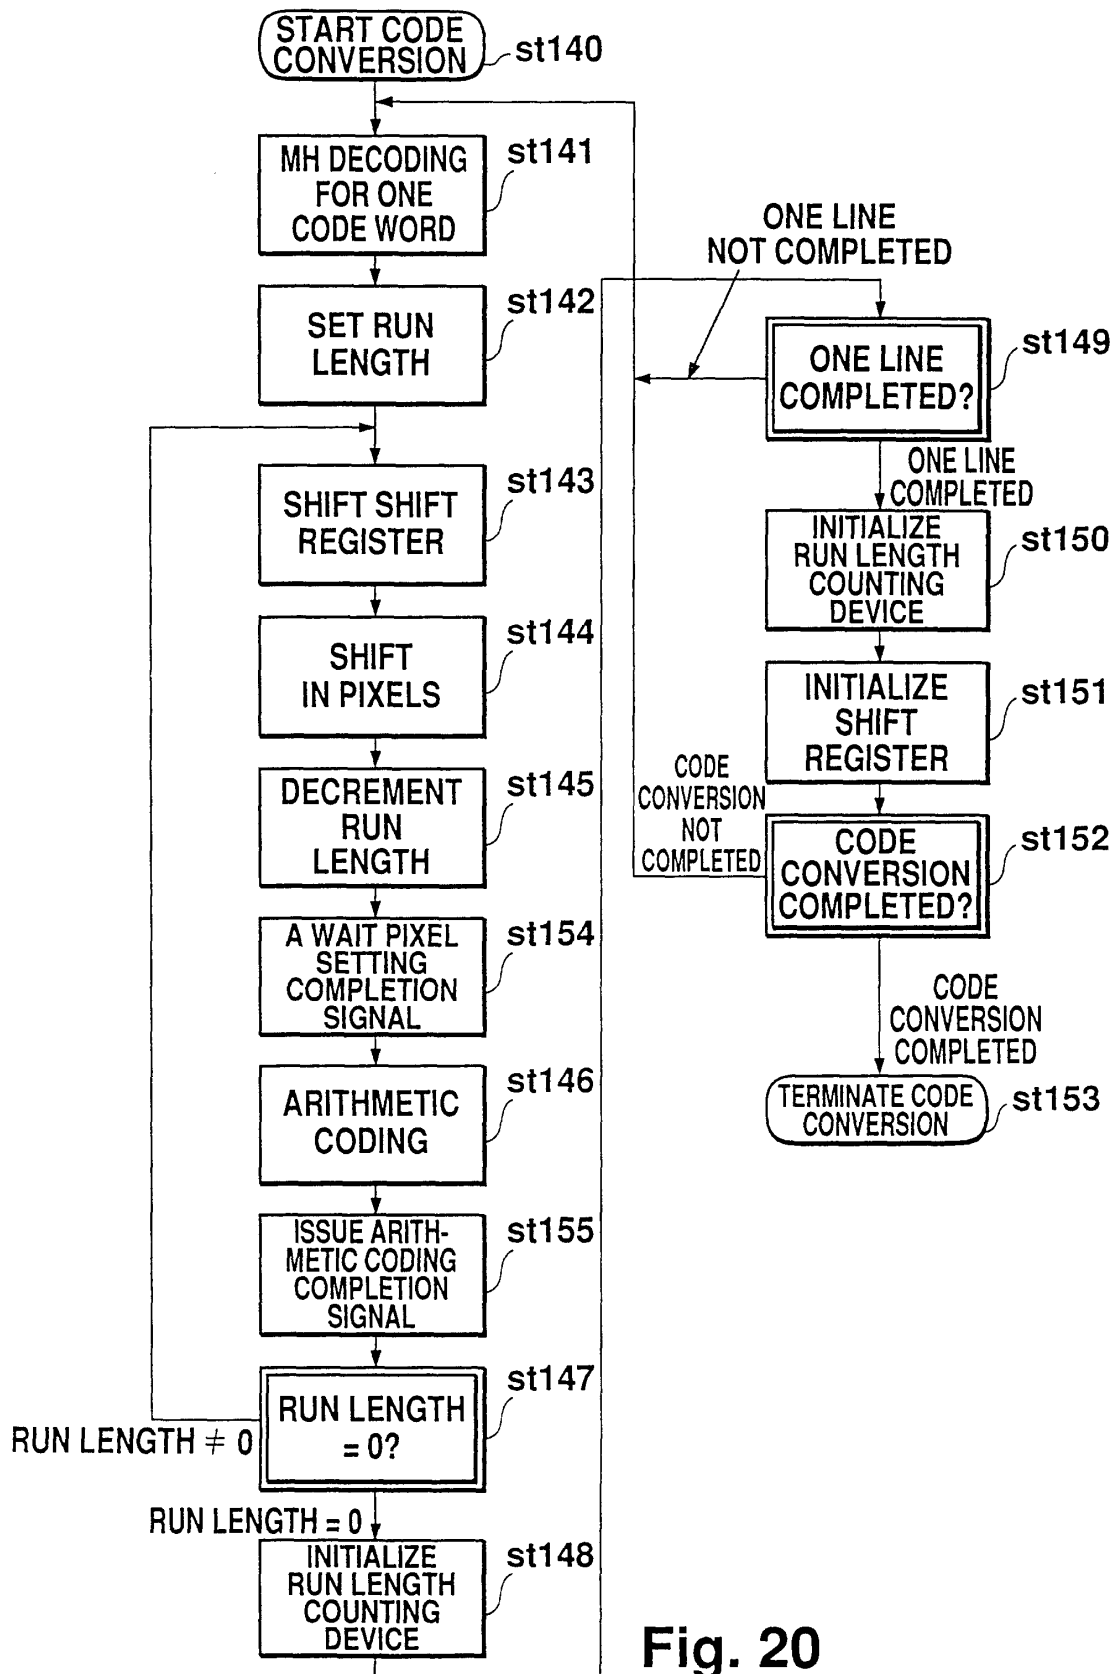 START CODE
CONVERSION
st140
MH DECODING
FOR ONE
CODE WORD
st141
SET RUN
LENGTH
st142
SHIFT SHIFT
REGISTER
st143
SHIFT
IN PIXELS
st144
DECREMENT
RUN
LENGTH
st145
A WAIT PIXEL
SETTING
COMPLETION
SIGNAL
st154
ARITHMETIC
CODING
st146
ISSUE ARITH-
METIC CODING
COMPLETION
SIGNAL
st155
RUN LENGTH
= 0?
st147
RUN LENGTH ≠ 0
RUN LENGTH = 0
INITIALIZE
RUN LENGTH
COUNTING
DEVICE
st148
ONE LINE
NOT COMPLETED
ONE LINE
COMPLETED?
st149
ONE LINE
COMPLETED
INITIALIZE
RUN LENGTH
COUNTING
DEVICE
st150
INITIALIZE
SHIFT
REGISTER
st151
CODE
CONVERSION
NOT
COMPLETED
CODE
CONVERSION
COMPLETED?
st152
CODE
CONVERSION
COMPLETED
TERMINATE CODE
CONVERSION
st153
Fig. 20